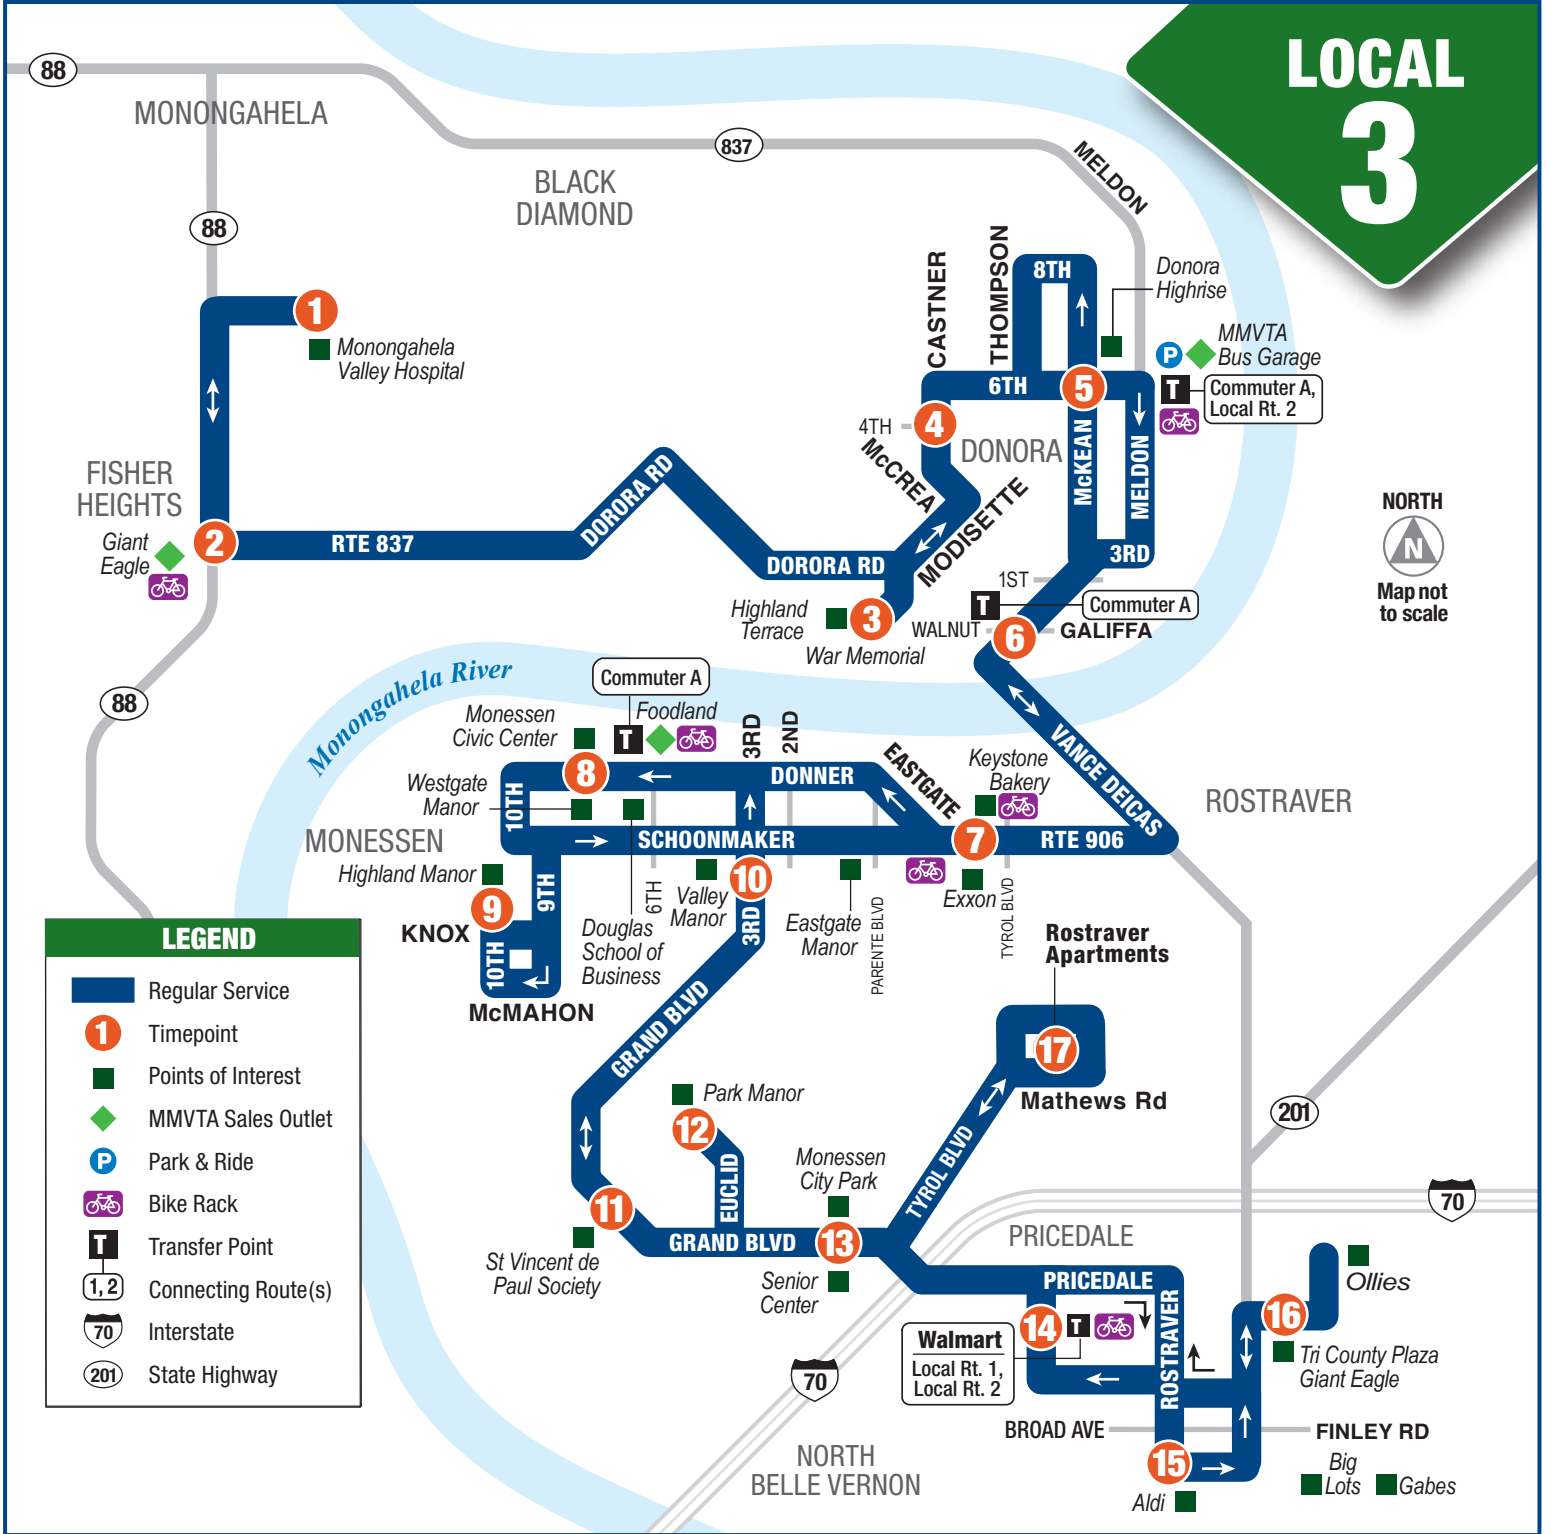 LOCAL
3
88
MONONGAHELA
837
MELDON
BLACK
DIAMOND
88
CASTNER
THOMPSON
8TH
Donora
Highrise
1
Monongahela
Valley Hospital
P
MMVTA
Bus Garage
T
Commuter A,
Local Rt. 2
6TH
5
4TH
4
McCREA
DONORA
McKEAN
MELDON
MODISETTE
FISHER
HEIGHTS
Giant
Eagle
2
RTE 837
DORORA RD
DORORA RD
3RD
1ST
T
Commuter A
NORTH
N
Map not
to scale
Highland
Terrace
3
War Memorial
WALNUT
6
GALIFFA
Monongahela River
88
Commuter A
Monessen
Civic Center
T
Foodland
3RD
2ND
EASTGATE
Keystone
Bakery
VANCE DEICAS
ROSTRAVER
8
DONNER
Westgate
Manor
10TH
MONESSEN
SCHOONMAKER
7
RTE 906
Highland Manor
9
9TH
6TH
Valley
Manor
10
3RD
Eastgate
Manor
PARENTE BLVD
Exxon
TYROL BLVD
KNOX
10TH
McMAHON
Douglas
School of
Business
Rostraver
Apartments
17
Mathews Rd
GRAND BLVD
LEGEND
Regular Service
1
Timepoint
Points of Interest
MMVTA Sales Outlet
P
Park & Ride
Bike Rack
T
Transfer Point
1, 2
Connecting Route(s)
70
Interstate
201
State Highway
Park Manor
12
EUCLID
11
St Vincent de
Paul Society
GRAND BLVD
Monessen
City Park
13
Senior
Center
TYROL BLVD
201
70
PRICEDALE
PRICEDALE
ROSTRAVER
14
T
Walmart
Local Rt. 1,
Local Rt. 2
70
16
Ollies
Tri County Plaza
Giant Eagle
BROAD AVE
FINLEY RD
15
Aldi
Big
Lots
Gabes
NORTH
BELLE VERNON